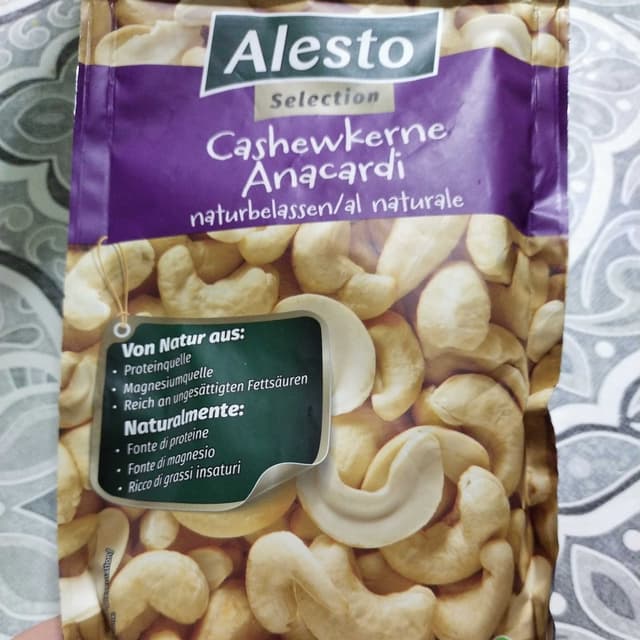 Alesto
Selection
Cashewkerne
Anacardi
naturbelassen/al naturale
Von Natur aus:
• Proteinquelle
• Magnesiumquelle
• Reich an ungesättigten Fettsäuren
Naturalmente:
• Fonte di proteine
• Fonte di magnesio
• Ricco di grassi insaturi